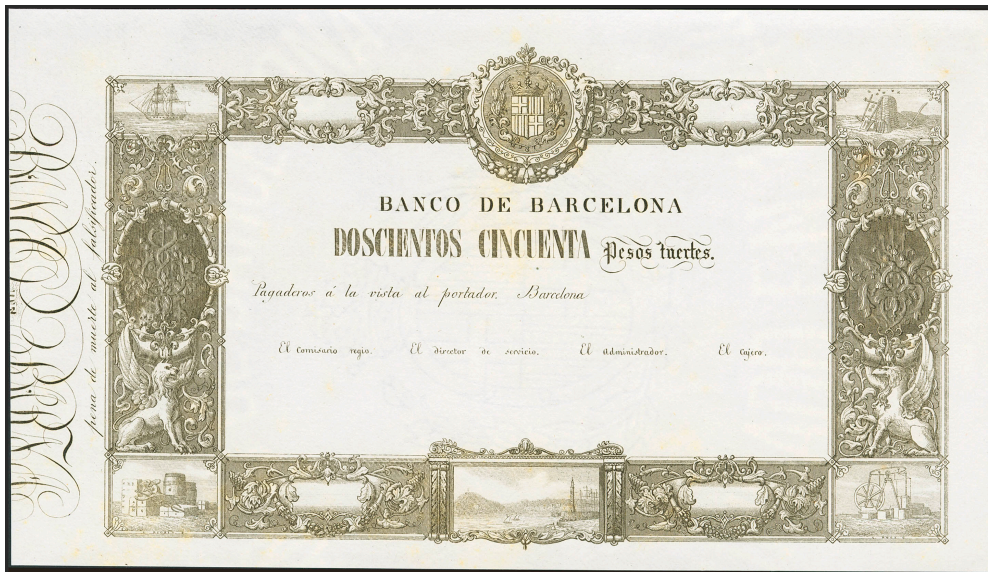 BANCO DE BARCELONA
DOSCIENTOS CINCUENTA Pesos fuertes.
Pagaderos á la vista al portador. Barcelona
El Comisario regio. El director de servicio. El Administrador. El Cajero.
pena de muerte al falsificador.